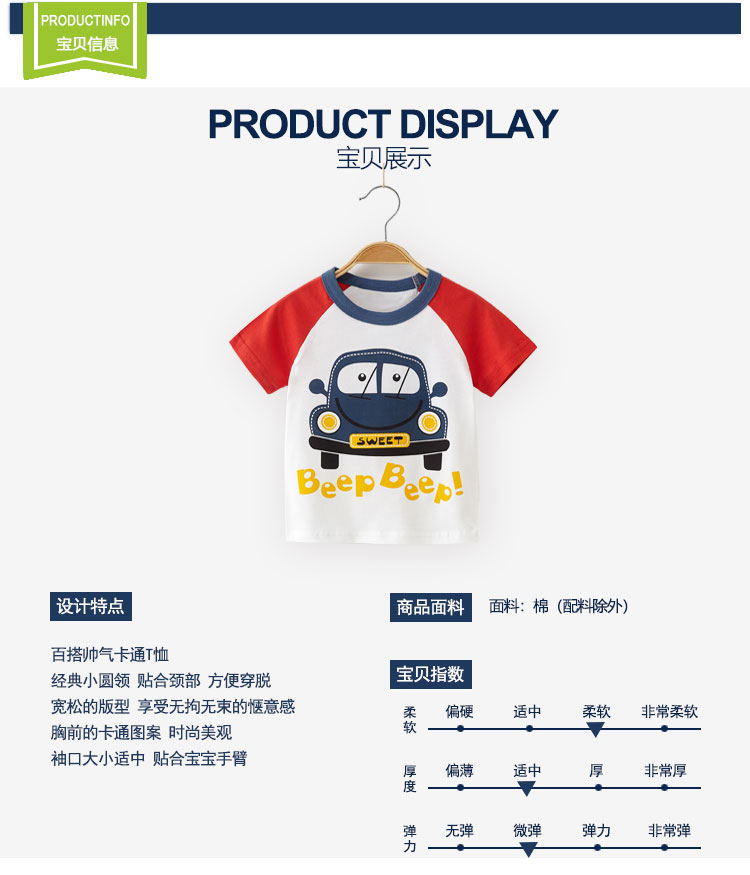 PRODUCTINFO
宝贝信息
PRODUCT DISPLAY
宝贝展示
SWEET
Beep Beep!
设计特点
百搭帅气卡通T恤
经典小圆领 贴合颈部 方便穿脱
宽松的版型 享受无拘无束的惬意感
胸前的卡通图案 时尚美观
袖口大小适中 贴合宝宝手臂
商品面料 面料：棉（配料除外）
宝贝指数
柔软 偏硬 适中 柔软 非常柔软
厚度 偏薄 适中 厚 非常厚
弹力 无弹 微弹 弹力 非常弹